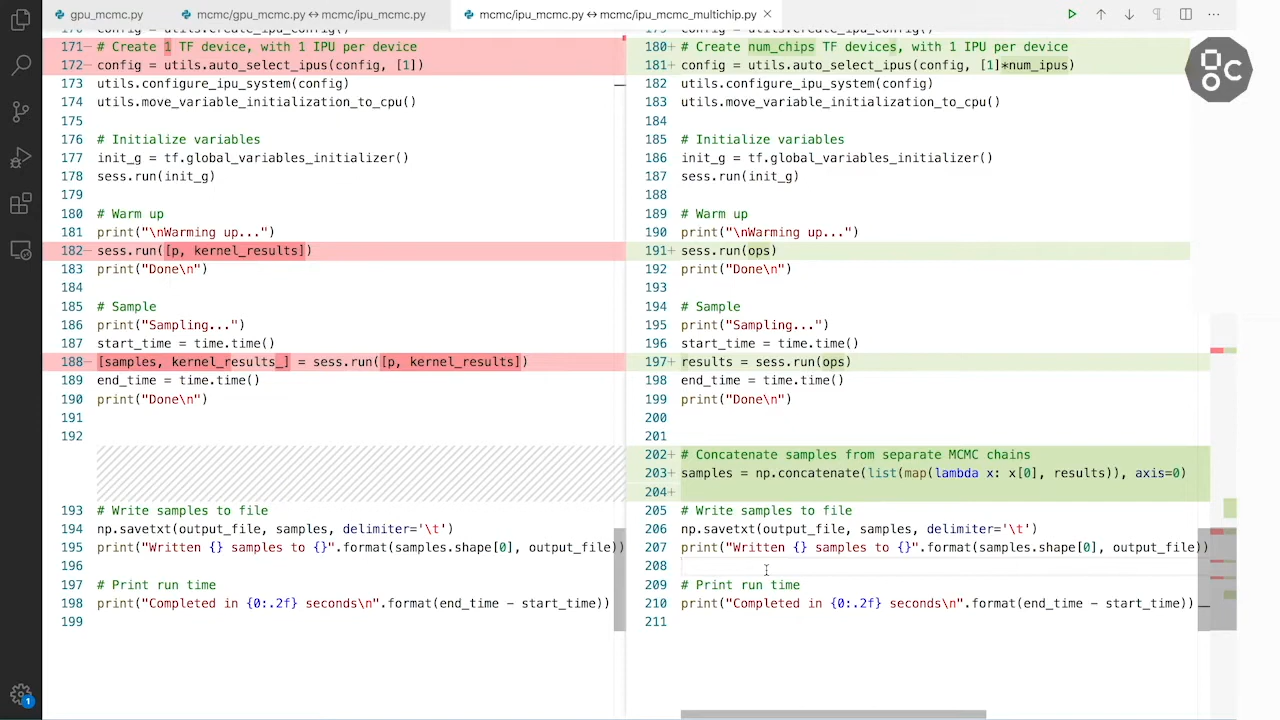 gpu_mcmc.py
mcmc/gpu_mcmc.py ↔ mcmc/ipu_mcmc.py
mcmc/ipu_mcmc.py ↔ mcmc/ipu_mcmc_multichip.py
170 config = utils.create_ipu_config()
171 # Create 1 TF device, with 1 IPU per device
172 config = utils.auto_select_ipus(config, [1])
173 utils.configure_ipu_system(config)
174 utils.move_variable_initialization_to_cpu()
175
176 # Initialize variables
177 init_g = tf.global_variables_initializer()
178 sess.run(init_g)
179
180 # Warm up
181 print("\nWarming up...")
182 sess.run([p, kernel_results])
183 print("Done\n")
184
185 # Sample
186 print("Sampling...")
187 start_time = time.time()
188 [samples, kernel_results_] = sess.run([p, kernel_results])
189 end_time = time.time()
190 print("Done\n")
191
192
193 # Write samples to file
194 np.savetxt(output_file, samples, delimiter='\t')
195 print("Written {} samples to {}".format(samples.shape[0], output_file))
196
197 # Print run time
198 print("Completed in {0:.2f} seconds\n".format(end_time - start_time))
199
179 config = utils.create_ipu_config()
180+ # Create num_chips TF devices, with 1 IPU per device
181+ config = utils.auto_select_ipus(config, [1]*num_ipus)
182 utils.configure_ipu_system(config)
183 utils.move_variable_initialization_to_cpu()
184
185 # Initialize variables
186 init_g = tf.global_variables_initializer()
187 sess.run(init_g)
188
189 # Warm up
190 print("\nWarming up...")
191+ sess.run(ops)
192 print("Done\n")
193
194 # Sample
195 print("Sampling...")
196 start_time = time.time()
197+ results = sess.run(ops)
198 end_time = time.time()
199 print("Done\n")
200
201
202+ # Concatenate samples from separate MCMC chains
203+ samples = np.concatenate(list(map(lambda x: x[0], results)), axis=0)
204+
205 # Write samples to file
206 np.savetxt(output_file, samples, delimiter='\t')
207 print("Written {} samples to {}".format(samples.shape[0], output_file))
208
209 # Print run time
210 print("Completed in {0:.2f} seconds\n".format(end_time - start_time))
211
1